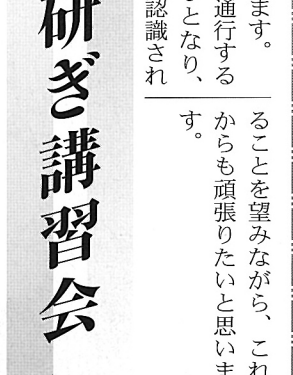 ることを望みながら、これ
からも頑張りたいと思いま
す。
ます。
通行する
ことなり、
認識され
研ぎ講習会